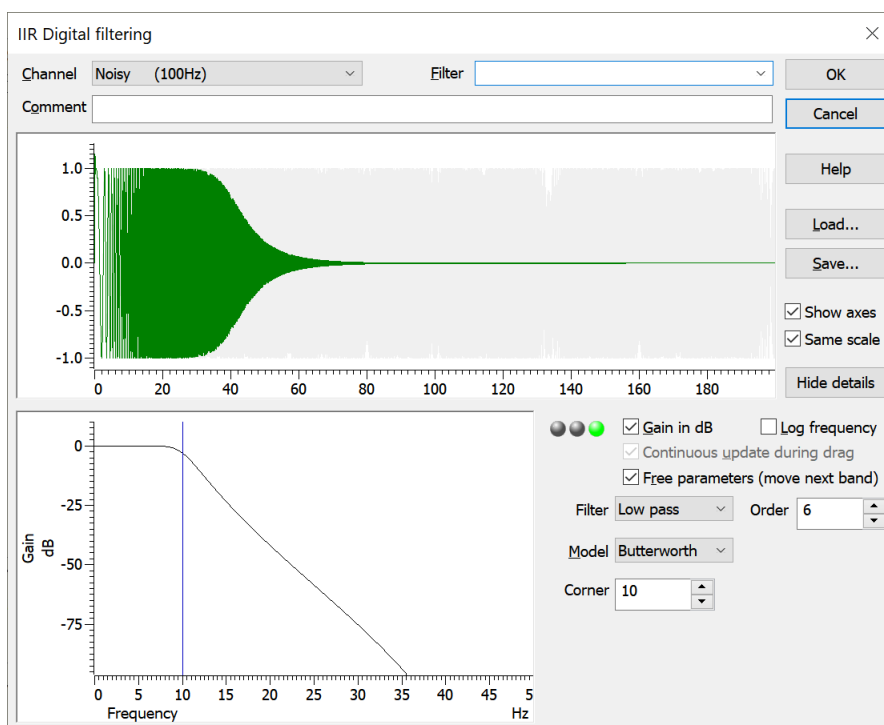 IIR Digital filtering
Channel Noisy (100Hz) Filter OK
Comment Cancel
Help
Load...
Save...
Show axes
Same scale
Hide details
1.0
0.5
0.0
-0.5
-1.0
0 20 40 60 80 100 120 140 160 180
0
-25
-50
-75
Gain
dB
0 5 10 15 20 25 30 35 40 45 5
Frequency Hz
Gain in dB Log frequency
Continuous update during drag
Free parameters (move next band)
Filter Low pass Order 6
Model Butterworth
Corner 10